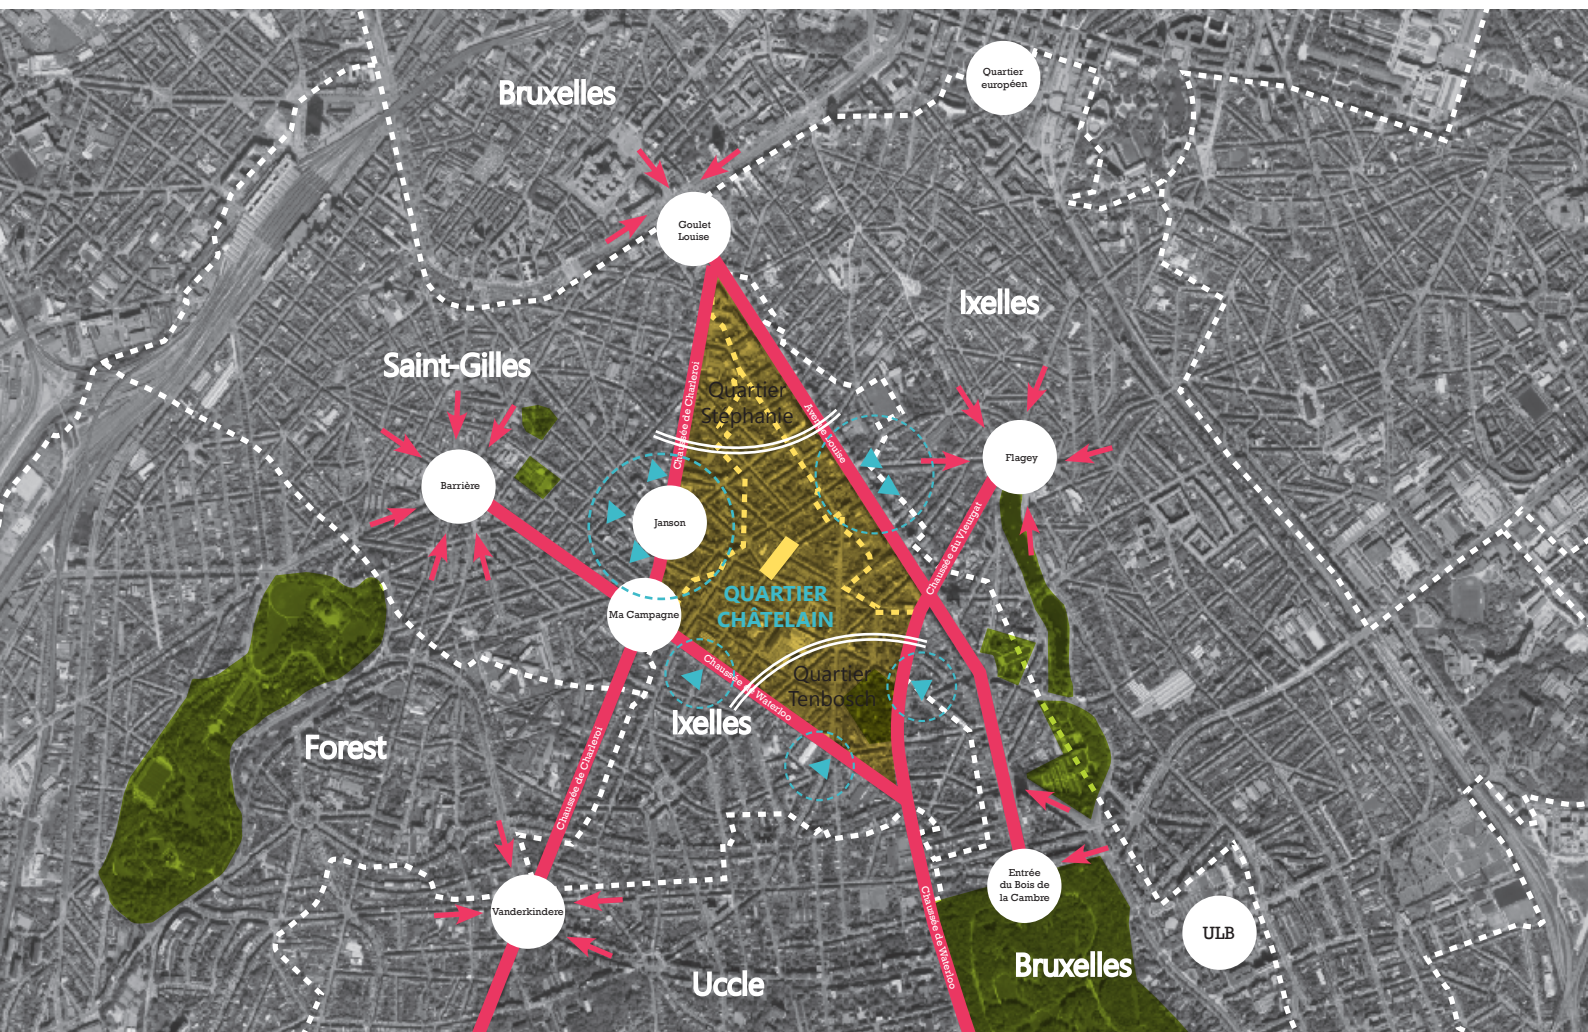 Quartier
européen
Bruxelles
Goulet
Louise
Ixelles
Saint-Gilles
Chaussée de Charleroi
Quartier
Stéphanie
Avenue Louise
Barrière
Flagey
Janson
Chaussée du Vleurgat
QUARTIER
CHÂTELAIN
Ma Campagne
Chaussée de Waterloo
Quartier
Tenbosch
Ixelles
Forest
Chaussée de Charleroi
Entrée
du Bois de
la Cambre
Vanderkindere
Chaussée de Waterloo
ULB
Bruxelles
Uccle